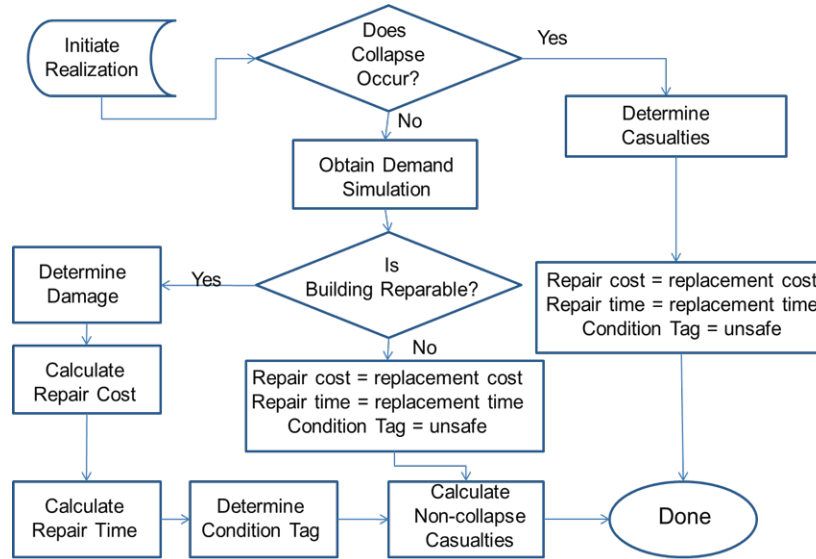 Initiate
Realization
Does
Collapse
Occur?
Yes
No
Determine
Casualties
Obtain Demand
Simulation
Is
Building Reparable?
Yes
Determine
Damage
No
Repair cost = replacement cost
Repair time = replacement time
Condition Tag = unsafe
Calculate
Repair Cost
Repair cost = replacement cost
Repair time = replacement time
Condition Tag = unsafe
Calculate
Repair Time
Determine
Condition Tag
Calculate
Non-collapse
Casualties
Done